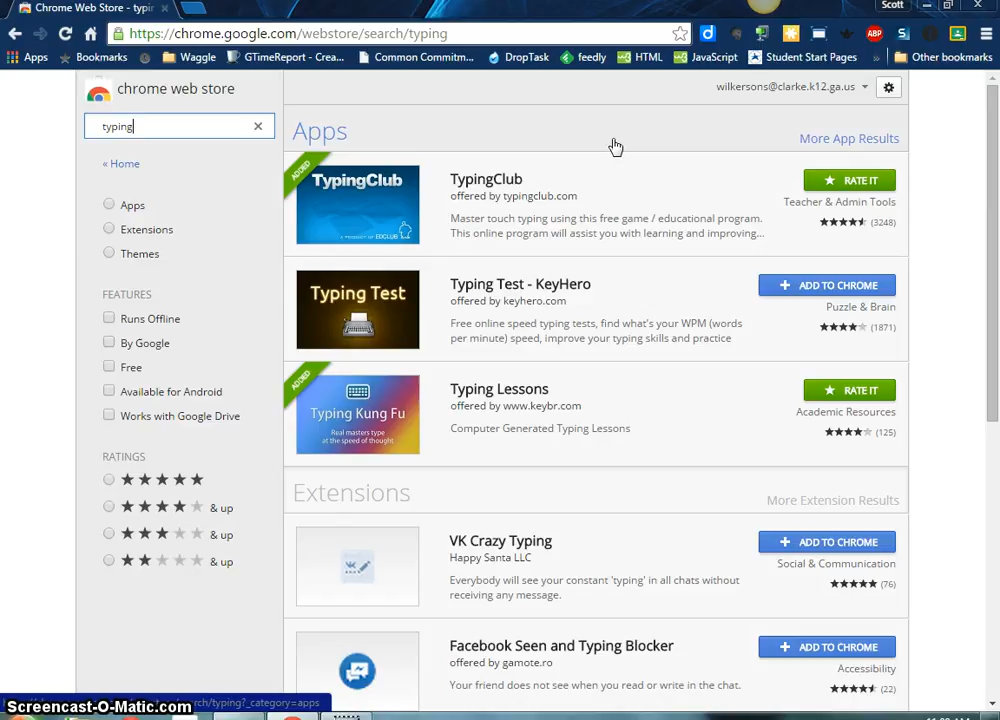 Chrome Web Store - typir
Scott
https://chrome.google.com/webstore/search/typing
Apps Bookmarks Waggle GTimeReport - Crea... Common Commitm... DropTask feedly HTML JavaScript Student Start Pages » Other bookmarks
chrome web store
wilkersons@clarke.k12.ga.us
typing
« Home
Apps
Extensions
Themes
FEATURES
Runs Offline
By Google
Free
Available for Android
Works with Google Drive
RATINGS
& up
& up
& up
Apps
More App Results
ADDED
TypingClub
TypingClub
offered by typingclub.com
Master touch typing using this free game / educational program.
This online program will assist you with learning and improving...
RATE IT
Teacher & Admin Tools
(3248)
Typing Test
Typing Test - KeyHero
offered by keyhero.com
Free online speed typing tests, find what's your WPM (words
per minute) speed, improve your typing skills and practice
ADD TO CHROME
Puzzle & Brain
(1871)
ADDED
Typing Kung Fu
Real masters type
at the speed of thought
Typing Lessons
offered by www.keybr.com
Computer Generated Typing Lessons
RATE IT
Academic Resources
(125)
Extensions
More Extension Results
VK Crazy Typing
Happy Santa LLC
Everybody will see your constant 'typing' in all chats without
receiving any message.
ADD TO CHROME
Social & Communication
(76)
Facebook Seen and Typing Blocker
offered by gamote.ro
Your friend does not see when you read or write in the chat.
ADD TO CHROME
Accessibility
(22)
Screencast-O-Matic.com